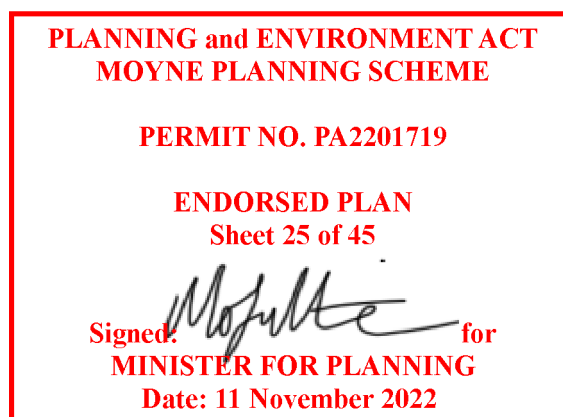 PLANNING and ENVIRONMENT ACT
MOYNE PLANNING SCHEME
PERMIT NO. PA2201719
ENDORSED PLAN
Sheet 25 of 45
Signed: for
MINISTER FOR PLANNING
Date: 11 November 2022